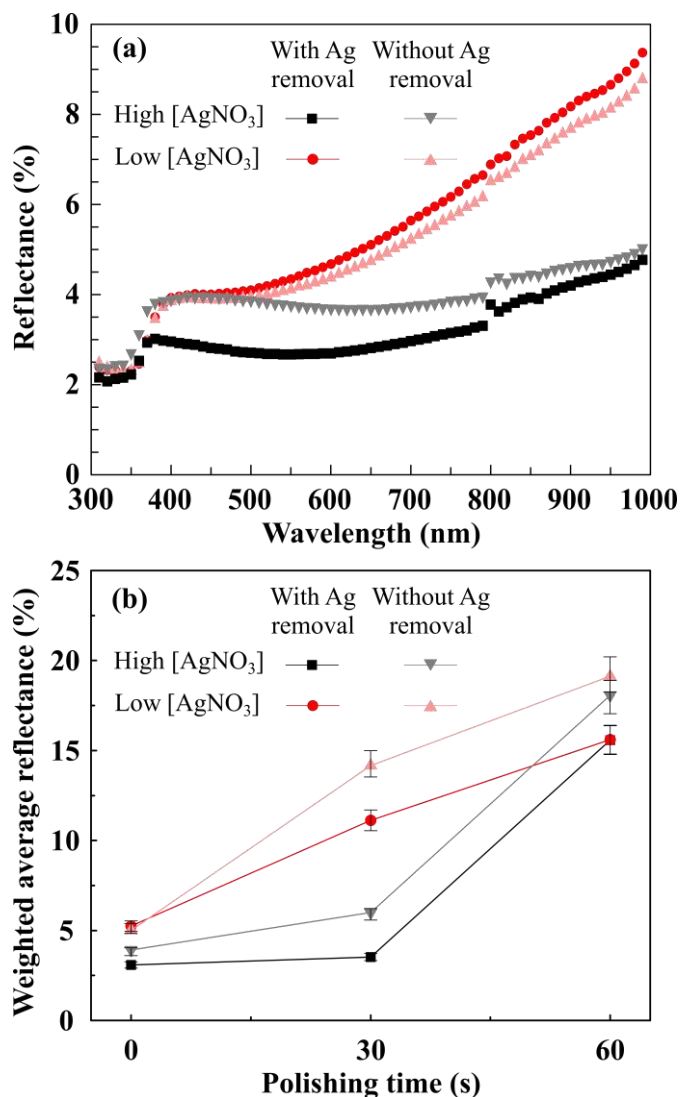 10
(a)
With Ag Without Ag
removal removal
8
High [AgNO₃]
Low [AgNO₃]
6
4
2
0
Reflectance (%)
300 400 500 600 700 800 900 1000
Wavelength (nm)
25
(b)
With Ag Without Ag
removal removal
20
High [AgNO₃]
Low [AgNO₃]
15
10
5
0
Weighted average reflectance (%)
0 30 60
Polishing time (s)